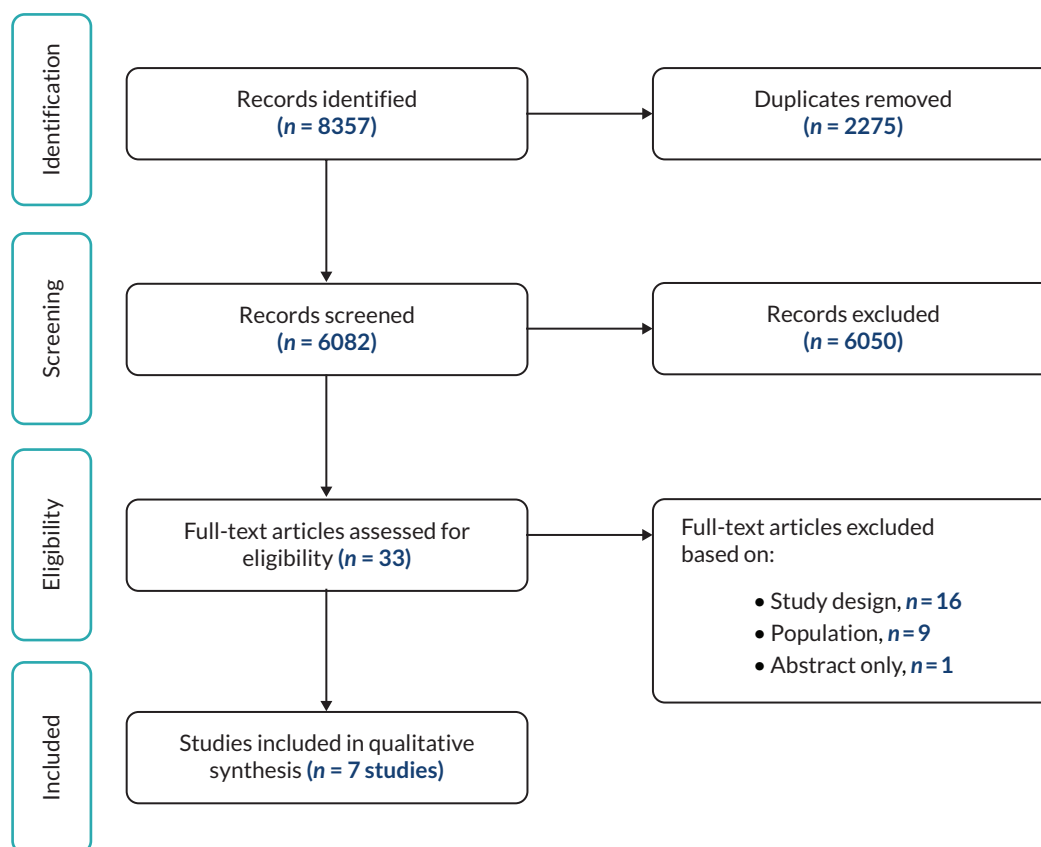 Identification
Records identified
(n = 8357)
Duplicates removed
(n = 2275)
Screening
Records screened
(n = 6082)
Records excluded
(n = 6050)
Eligibility
Full-text articles assessed for
eligibility (n = 33)
Full-text articles excluded
based on:
• Study design, n = 16
• Population, n = 9
• Abstract only, n = 1
Included
Studies included in qualitative
synthesis (n = 7 studies)